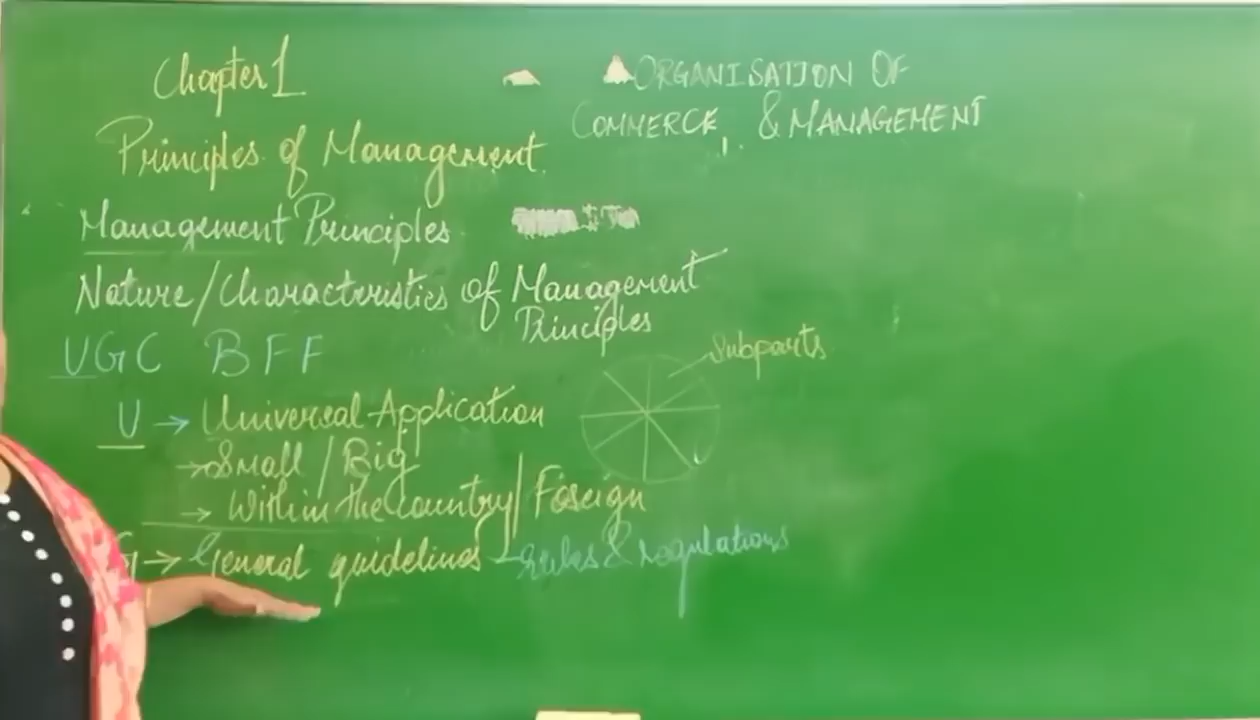 Chapter 1
ORGANISATION OF
COMMERCE, & MANAGEMENT
Principles of Management.
Management Principles
Nature/Characteristics of Management
Principles
UGC BFF
Subparts
U → Universal Application
→ Small / Big
→ Within the Country / Foreign
G → General guidelines - rules & regulations